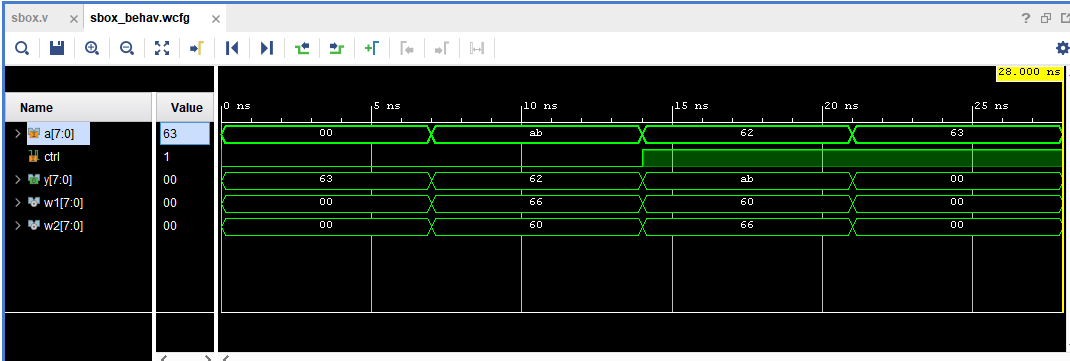 sbox.v × sbox_behav.wcfg ×
?
28.000 ns
Name Value 0 ns 5 ns 10 ns 15 ns 20 ns 25 ns
a[7:0] 63 00 ab 62 63
ctrl 1
y[7:0] 00 63 62 ab 00
w1[7:0] 00 00 66 60 00
w2[7:0] 00 00 60 66 00